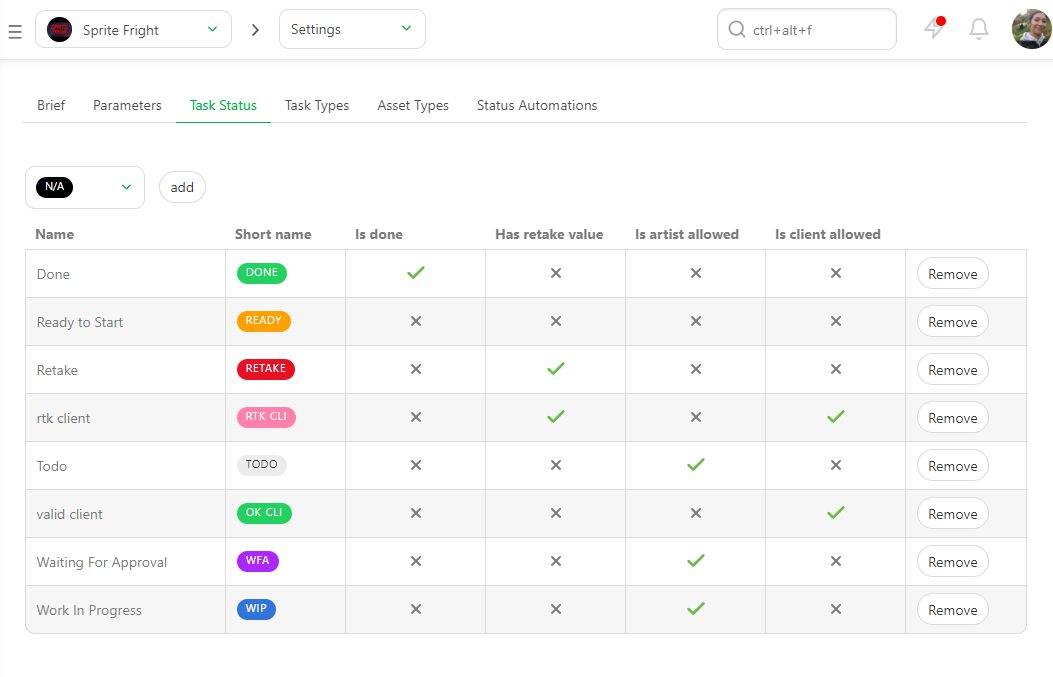 Sprite Fright
Settings
ctrl+alt+f
Brief Parameters Task Status Task Types Asset Types Status Automations
N/A add
Name Short name Is done Has retake value Is artist allowed Is client allowed
Done DONE Remove
Ready to Start READY Remove
Retake RETAKE Remove
rtk client RTK CLI Remove
Todo TODO Remove
valid client OK CLI Remove
Waiting For Approval WFA Remove
Work In Progress WIP Remove